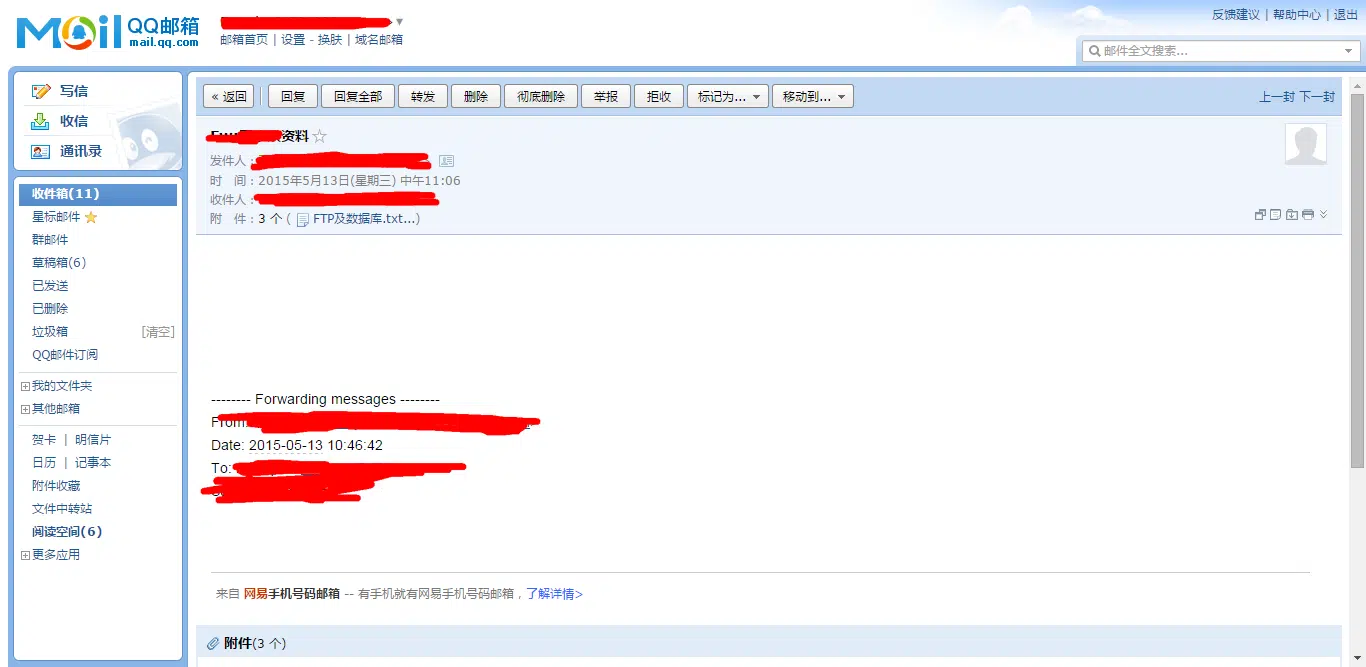 Mail QQ邮箱
mail.qq.com
邮箱首页 | 设置 - 换肤 | 域名邮箱
反馈建议 | 帮助中心 | 退出
邮件全文搜索...
写信
收信
通讯录
收件箱(11)
星标邮件
群邮件
草稿箱(6)
已发送
已删除
垃圾箱 [清空]
QQ邮件订阅
我的文件夹
其他邮箱
贺卡 | 明信片
日历 | 记事本
附件收藏
文件中转站
阅读空间(6)
更多应用
« 返回 回复 回复全部 转发 删除 彻底删除 举报 拒收 标记为... 移动到... 上一封 下一封
资料
发件人:
时 间:2015年5月13日(星期三) 中午11:06
收件人:
附 件:3 个 ( FTP及数据库.txt...)
-------- Forwarding messages --------
From:
Date: 2015-05-13 10:46:42
To:
来自 网易手机号码邮箱 -- 有手机就有网易手机号码邮箱，了解详情>
附件(3 个)